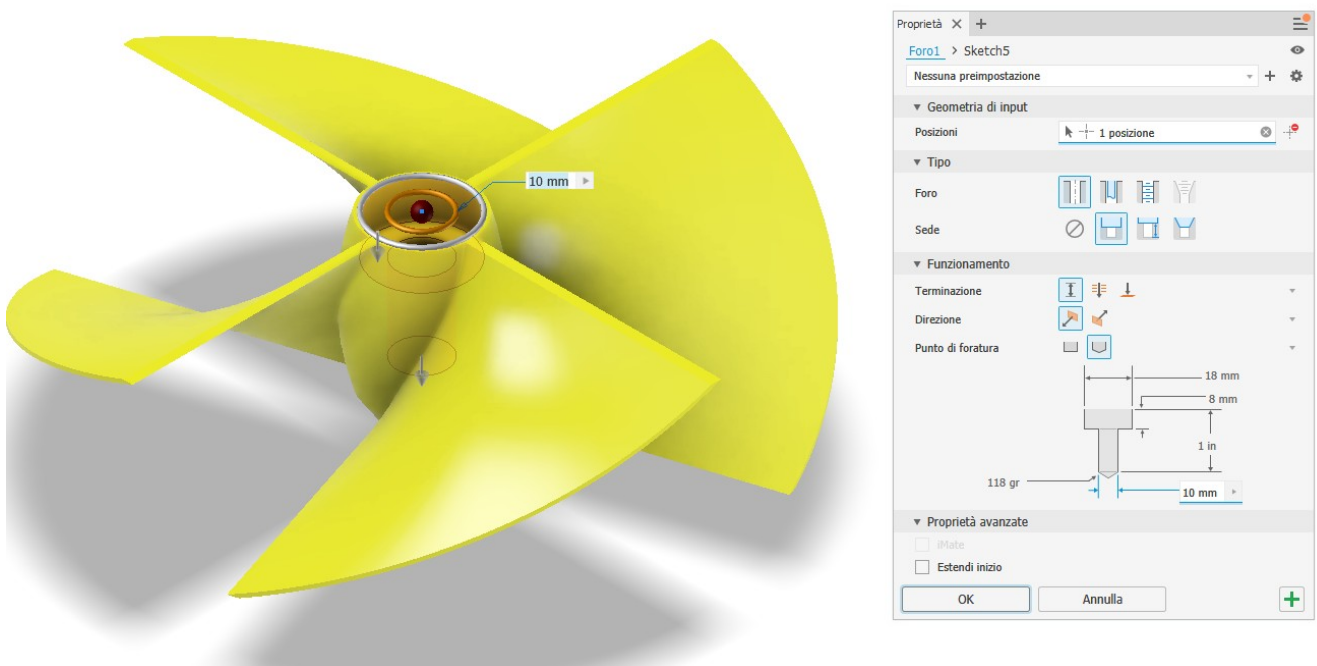 10 mm
Proprietà
Foro1 > Sketch5
Nessuna preimpostazione
Geometria di input
Posizioni 1 posizione
Tipo
Foro
Sede
Funzionamento
Terminazione
Direzione
Punto di foratura
18 mm
8 mm
1 in
118 gr
10 mm
Proprietà avanzate
iMate
Estendi inizio
OK Annulla